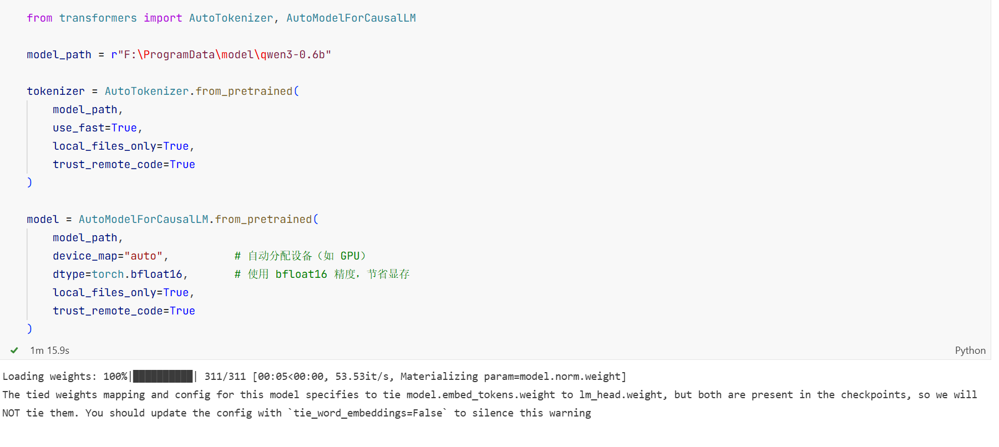 from transformers import AutoTokenizer, AutoModelForCausalLM
model_path = r"F:\ProgramData\model\qwen3-0.6b"
tokenizer = AutoTokenizer.from_pretrained(
    model_path,
    use_fast=True,
    local_files_only=True,
    trust_remote_code=True
)
model = AutoModelForCausalLM.from_pretrained(
    model_path,
    device_map="auto",          # 自动分配设备（如 GPU）
    dtype=torch.bfloat16,       # 使用 bfloat16 精度，节省显存
    local_files_only=True,
    trust_remote_code=True
)
1m 15.9s
Python
Loading weights: 100%|██████████| 311/311 [00:05<00:00, 53.53it/s, Materializing param=model.norm.weight]
The tied weights mapping and config for this model specifies to tie model.embed_tokens.weight to lm_head.weight, but both are present in the checkpoints, so we will
NOT tie them. You should update the config with `tie_word_embeddings=False` to silence this warning